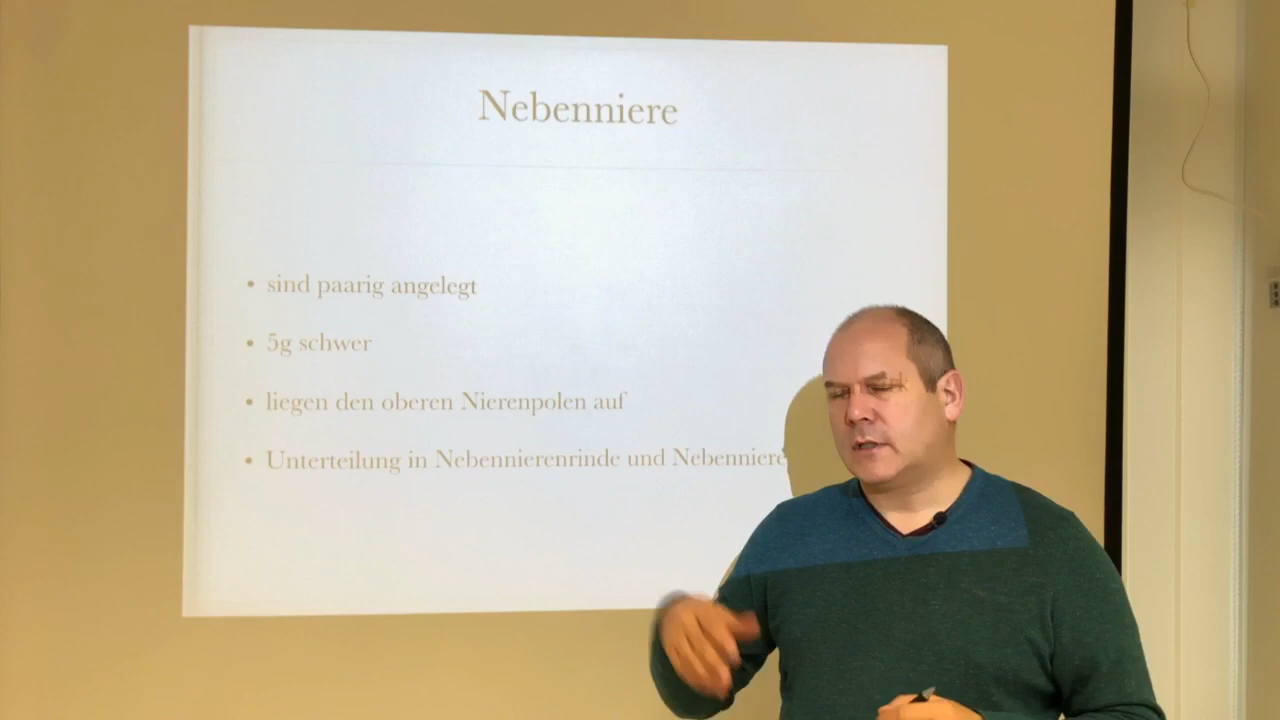 Nebenniere
• sind paarig angelegt
• 5g schwer
• liegen den oberen Nierenpolen auf
• Unterteilung in Nebennierenrinde und Nebenniere